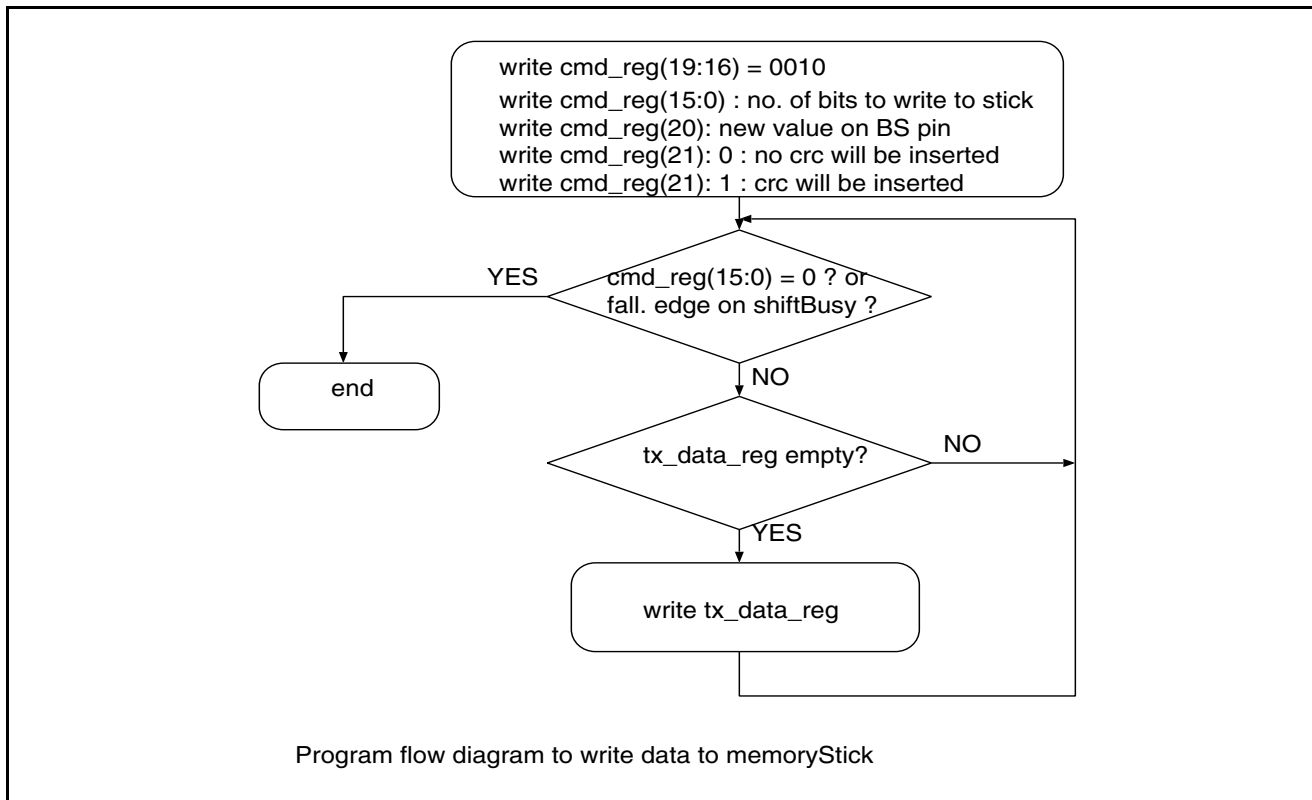 write cmd_reg(19:16) = 0010
write cmd_reg(15:0) : no. of bits to write to stick
write cmd_reg(20): new value on BS pin
write cmd_reg(21): 0 : no crc will be inserted
write cmd_reg(21): 1 : crc will be inserted
YES
cmd_reg(15:0) = 0 ? or
fall. edge on shiftBusy ?
end
NO
tx_data_reg empty?
NO
YES
write tx_data_reg
Program flow diagram to write data to memoryStick